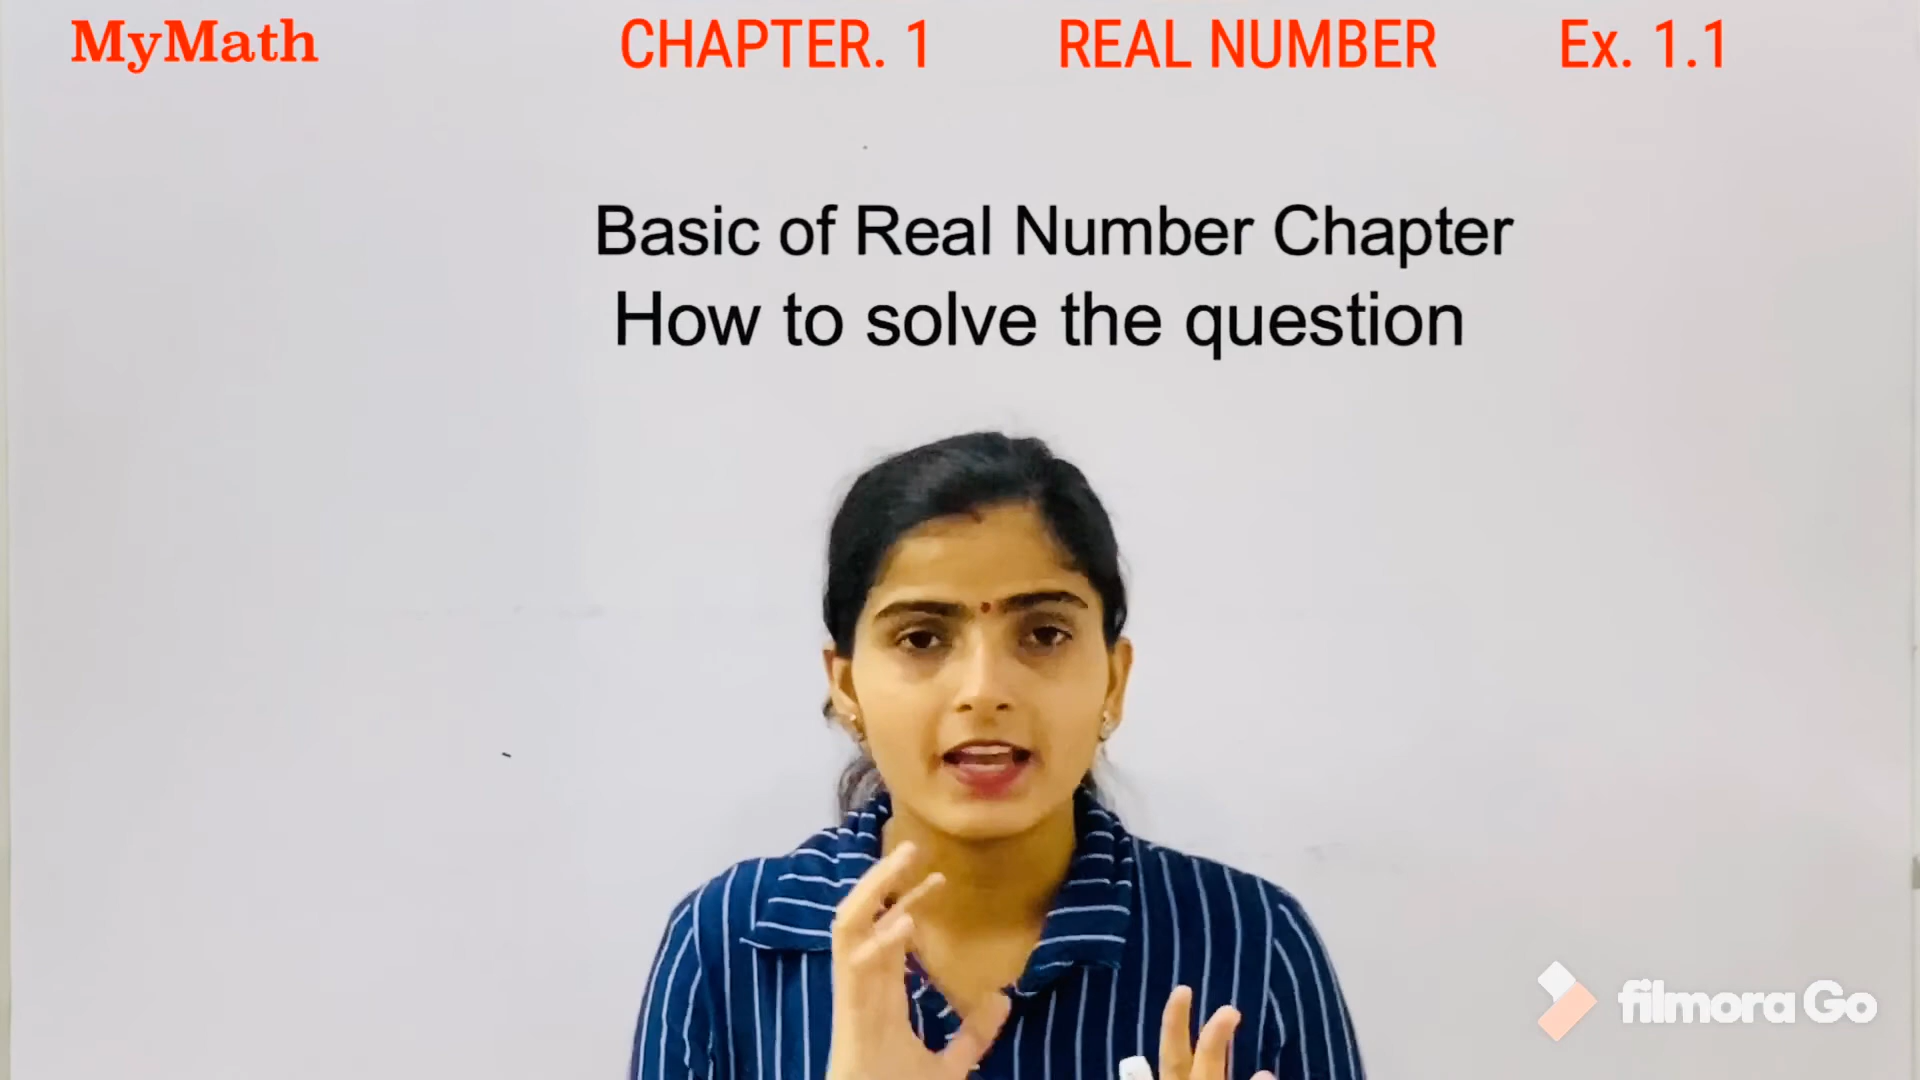 MyMath CHAPTER. 1 REAL NUMBER Ex. 1.1
Basic of Real Number Chapter
How to solve the question
filmora Go